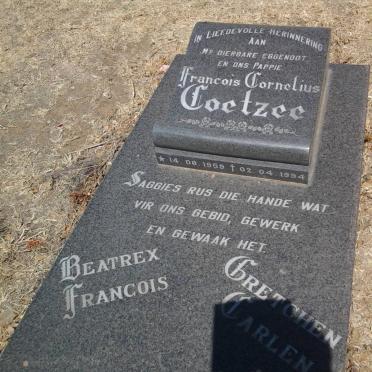 In Liefdevolle Herinnering
Aan
My Dierbare Eggenoot
en Ons Pappie
Francois Cornelius
Coetzee
* 14.08.1959 † 02.04.1994
Saggies rus die hande wat
vir ons gebid, gewerk
en gewaak het.
Beatrex
Francois
Gretchen
Carlen